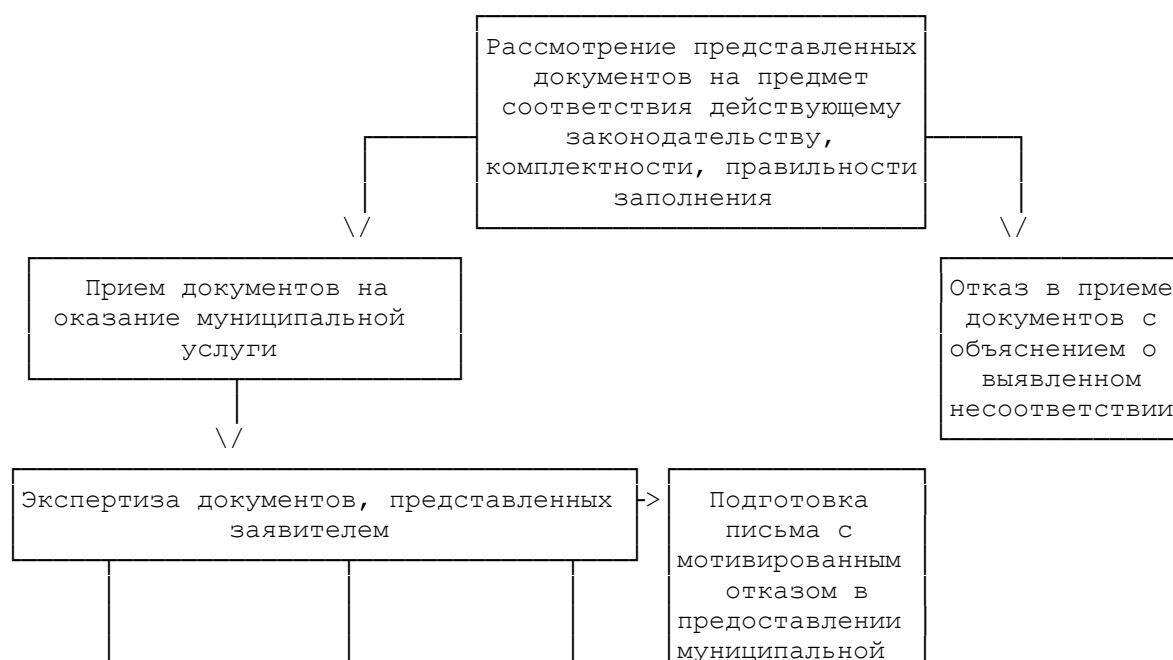 Рассмотрение представленных
документов на предмет
соответствия действующему
законодательству,
комплектности, правильности
заполнения
Прием документов на
оказание муниципальной
услуги
Отказ в приеме
документов с
объяснением о
выявленном
несоответствии
Экспертиза документов, представленных
заявителем
Подготовка
письма с
мотивированным
отказом в
предоставлении
муниципальной